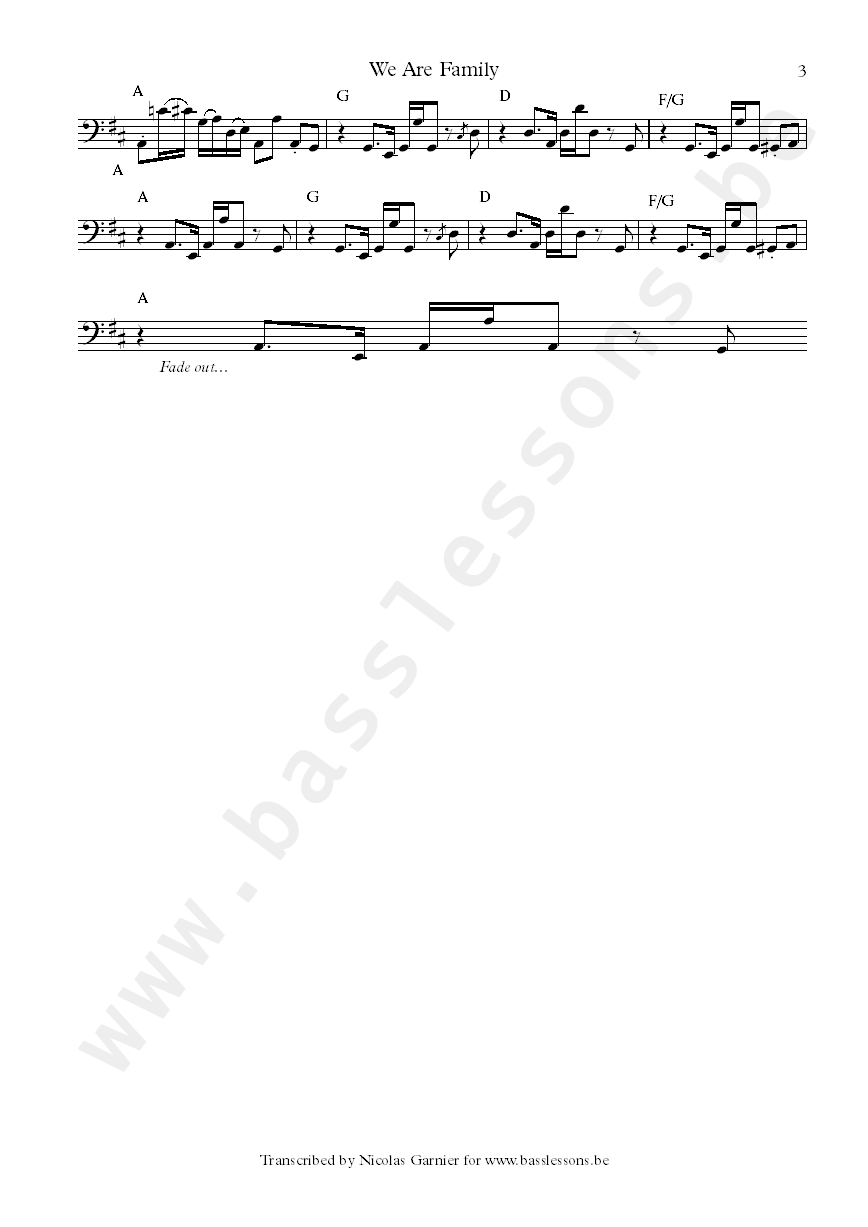 We Are Family
3
A
G
D
F/G
A
A
G
D
F/G
A
Fade out...
www.basslessons.be
Transcribed by Nicolas Garnier for www.basslessons.be